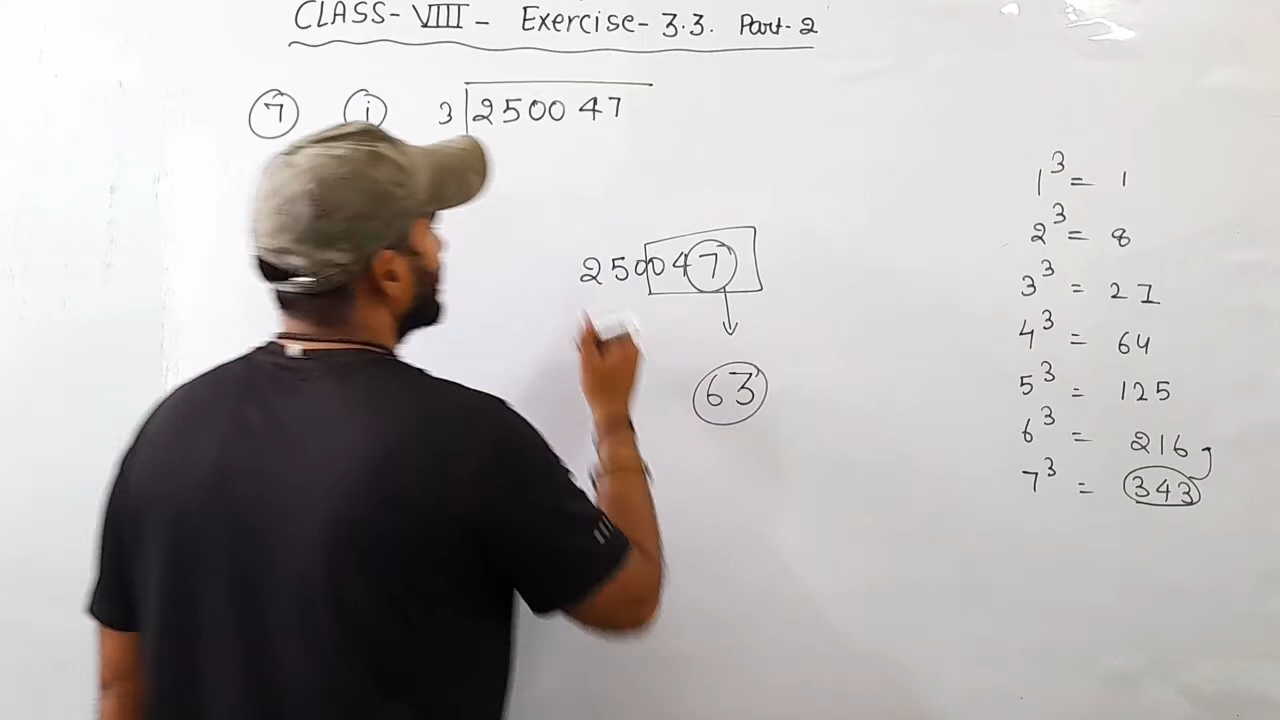 CLASS- VIII - Exercise- 3.3. Part-2
7 i 3 250047
250047
63
1³ = 1
2³ = 8
3³ = 27
4³ = 64
5³ = 125
6³ = 216
7³ = 343